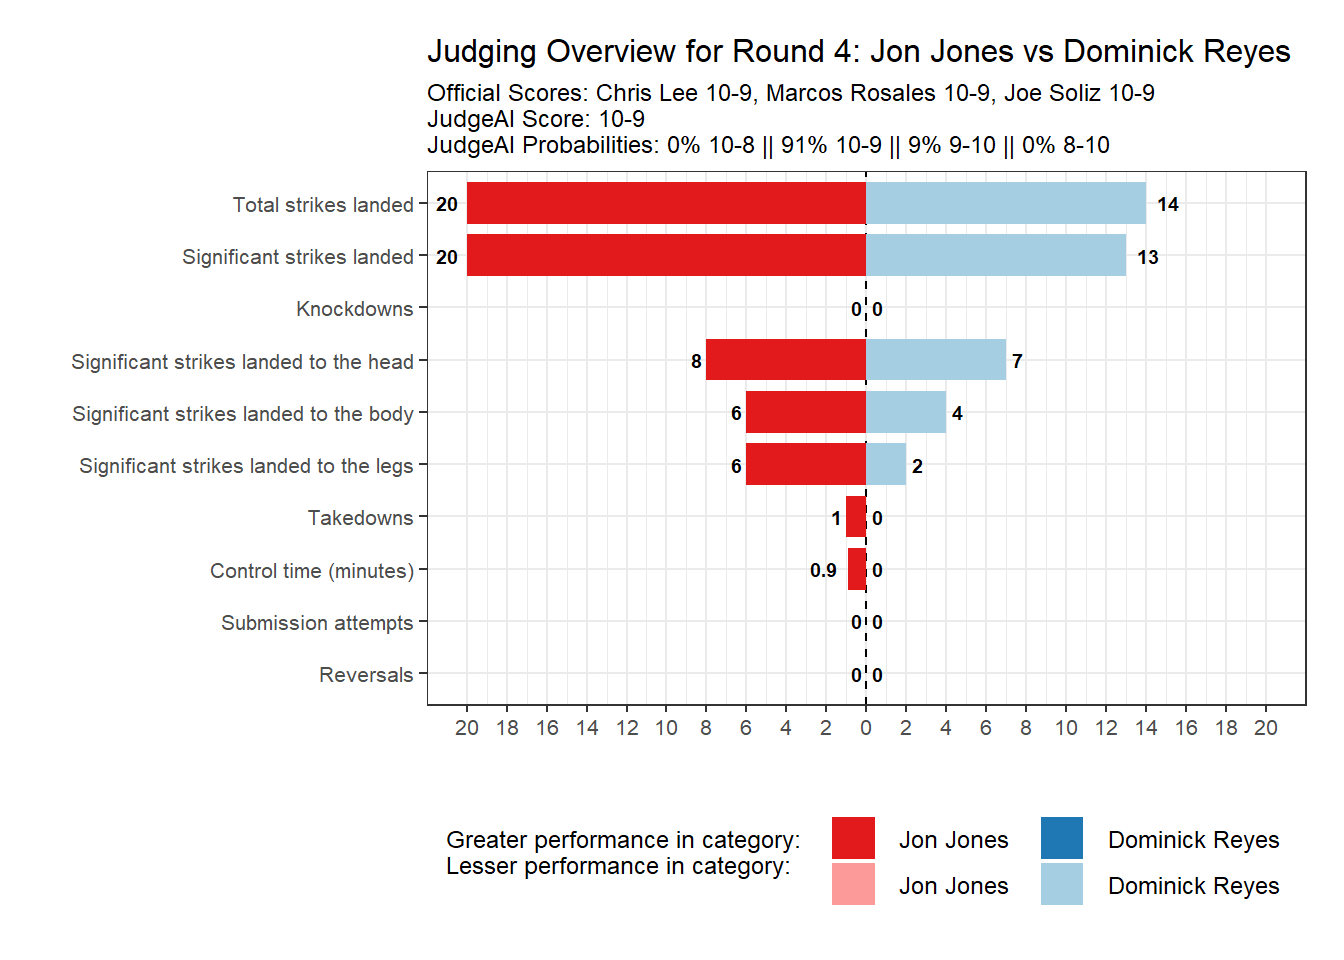 Judging Overview for Round 4: Jon Jones vs Dominick Reyes
Official Scores: Chris Lee 10-9, Marcos Rosales 10-9, Joe Soliz 10-9
JudgeAI Score: 10-9
JudgeAI Probabilities: 0% 10-8 || 91% 10-9 || 9% 9-10 || 0% 8-10
Total strikes landed 20 14
Significant strikes landed 20 13
Knockdowns 0 0
Significant strikes landed to the head 8 7
Significant strikes landed to the body 6 4
Significant strikes landed to the legs 6 2
Takedowns 1 0
Control time (minutes) 0.9 0
Submission attempts 0 0
Reversals 0 0
20 18 16 14 12 10 8 6 4 2 0 2 4 6 8 10 12 14 16 18 20
Greater performance in category: Jon Jones Dominick Reyes
Lesser performance in category: Jon Jones Dominick Reyes